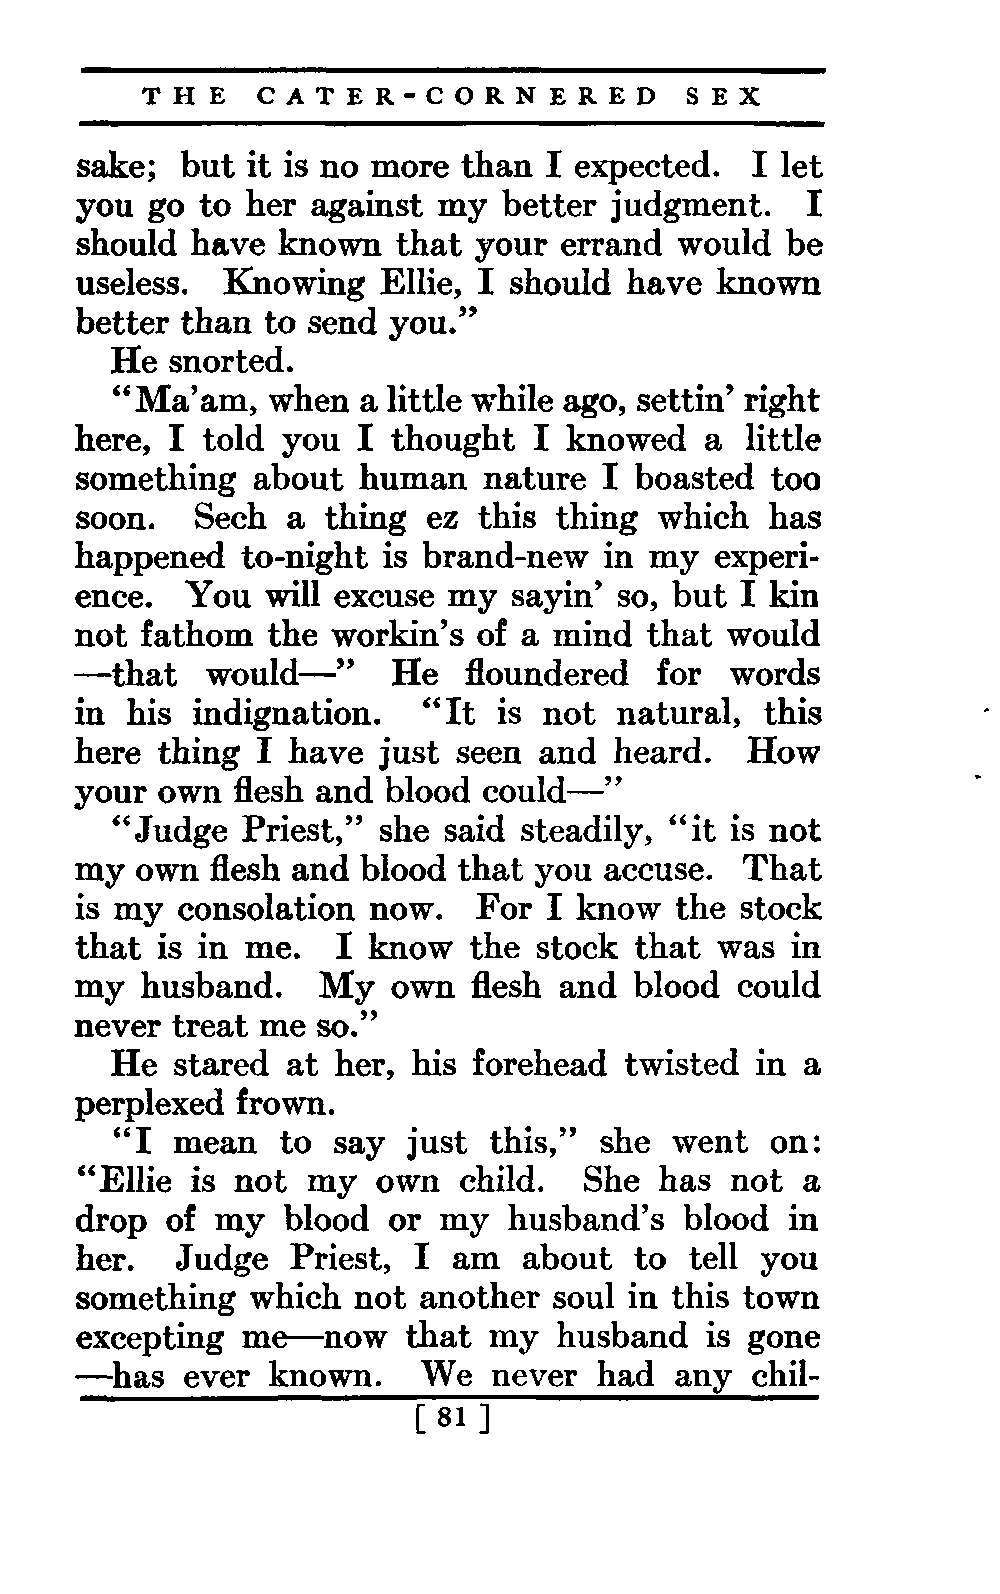 THE CATER-CORNERED SEX
sake; but it is no more than I expected. I let
you go to her against my better judgment. I
should have known that your errand would be
useless. Knowing Ellie, I should have known
better than to send you.”
He snorted.
“Ma’am, when a little while ago, settin’ right
here, I told you I thought I knowed a little
something about human nature I boasted too
soon. Sech a thing ez this thing which has
happened to-night is brand-new in my experi-
ence. You will excuse my sayin’ so, but I kin
not fathom the workin’s of a mind that would
—that would—” He floundered for words
in his indignation. “It is not natural, this
here thing I have just seen and heard. How
your own flesh and blood could—”
“Judge Priest,” she said steadily, “it is not
my own flesh and blood that you accuse. That
is my consolation now. For I know the stock
that is in me. I know the stock that was in
my husband. My own flesh and blood could
never treat me so.”
He stared at her, his forehead twisted in a
perplexed frown.
“I mean to say just this,” she went on:
“Ellie is not my own child. She has not a
drop of my blood or my husband’s blood in
her. Judge Priest, I am about to tell you
something which not another soul in this town
excepting me—now that my husband is gone
—has ever known. We never had any chil-
[ 81 ]